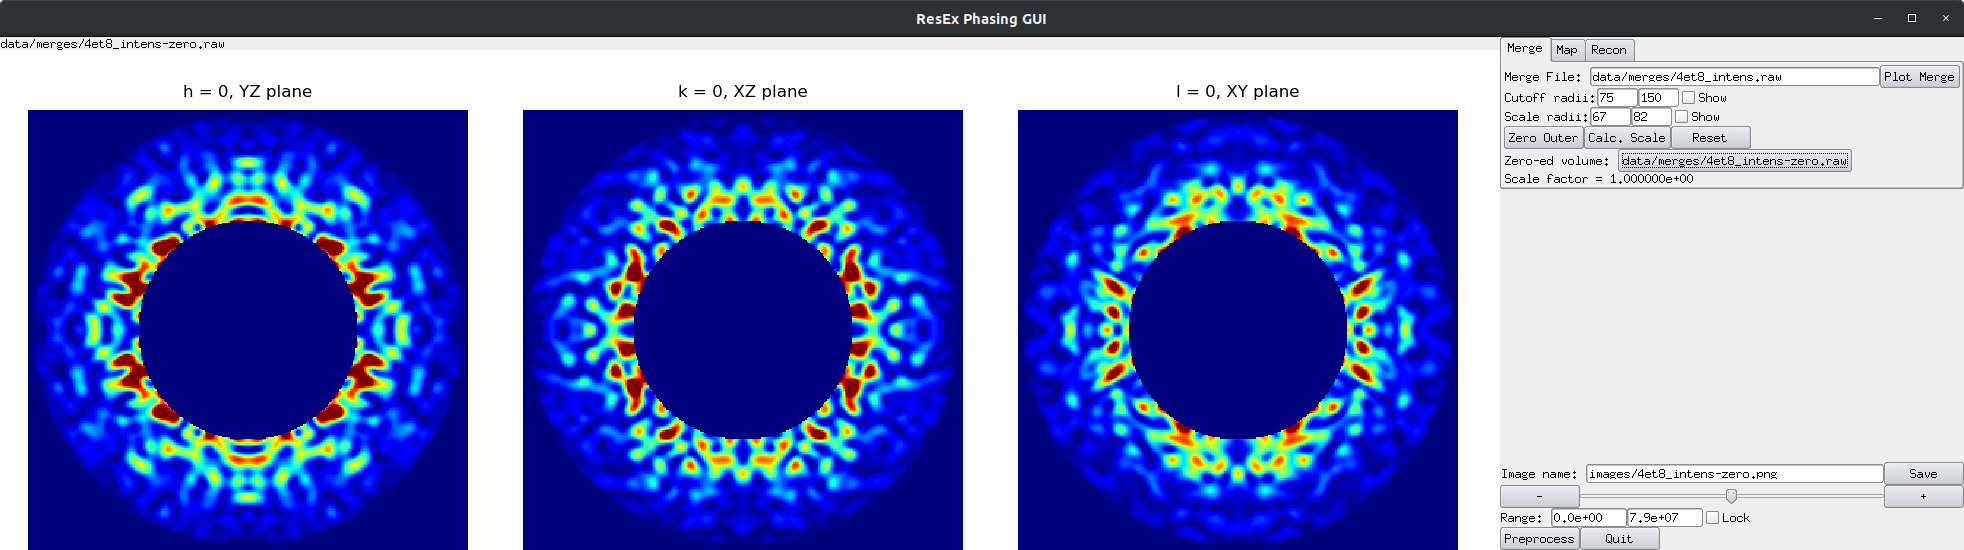 ResEx Phasing GUI
data/merges/4et8_intens-zero.raw
h = 0, YZ plane
k = 0, XZ plane
l = 0, XY plane
Merge Map Recon
Merge File: data/merges/4et8_intens.raw Plot Merge
Cutoff radii: 75 150 Show
Scale radii: 67 82 Show
Zero Outer Calc. Scale Reset
Zero-ed volume: data/merges/4et8_intens-zero.raw
Scale factor = 1.000000e+00
Image name: images/4et8_intens-zero.png Save
- +
Range: 0.0e+00 7.9e+07 Lock
Preprocess Quit